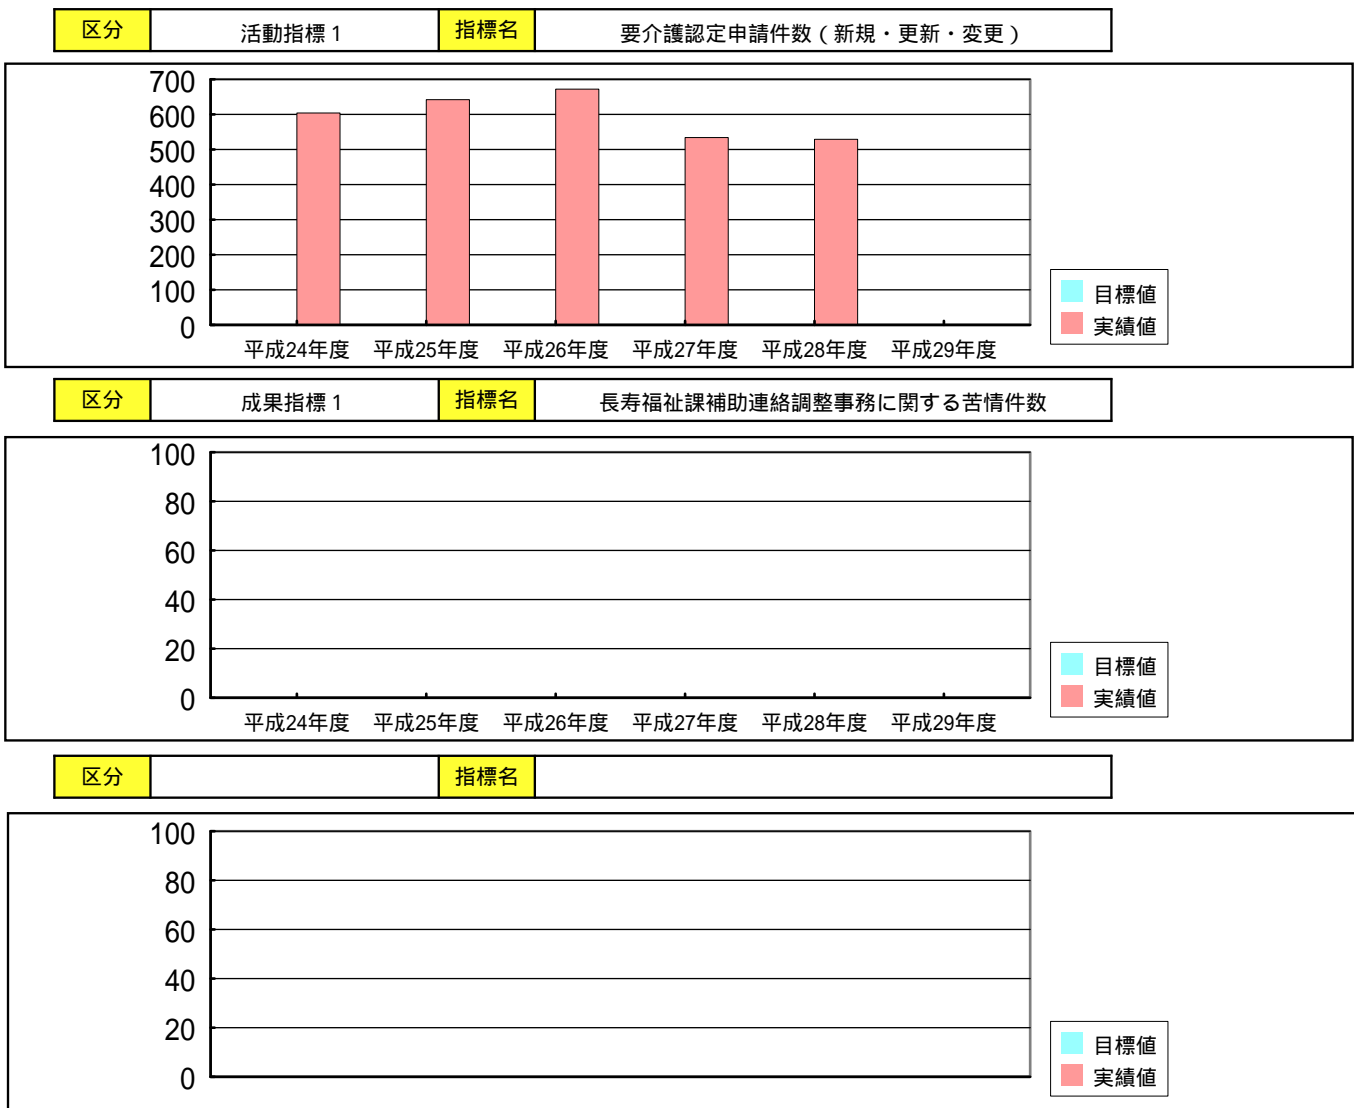 区分 活動指標1 指標名 要介護認定申請件数(新規・更新・変更)
700
600
500
400
300
200
100
0
平成24年度 平成25年度 平成26年度 平成27年度 平成28年度 平成29年度
目標値
実績値
区分 成果指標1 指標名 長寿福祉課補助連絡調整事務に関する苦情件数
100
80
60
40
20
0
平成24年度 平成25年度 平成26年度 平成27年度 平成28年度 平成29年度
目標値
実績値
区分 指標名
100
80
60
40
20
0
目標値
実績値